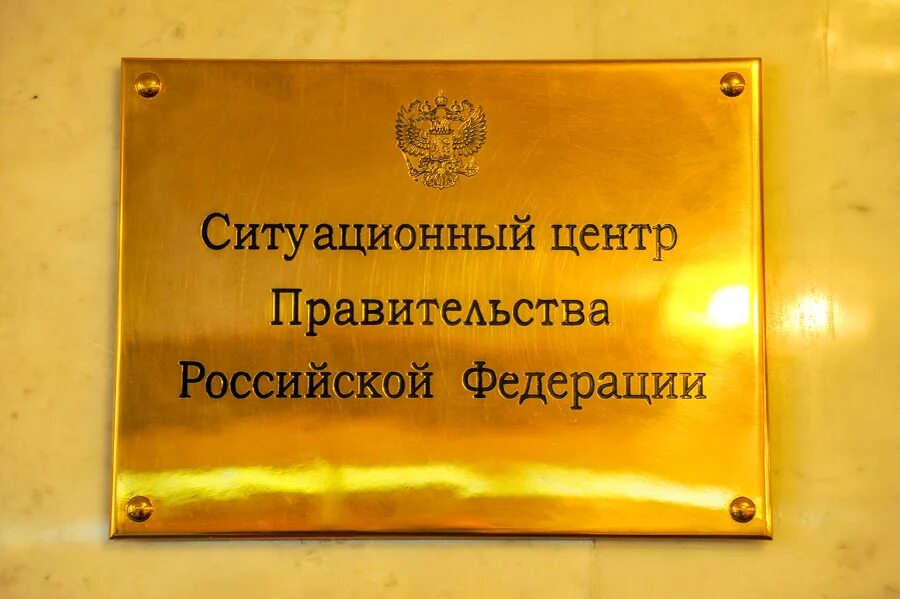 Ситуационный центр
Правительства
Российской Федерации